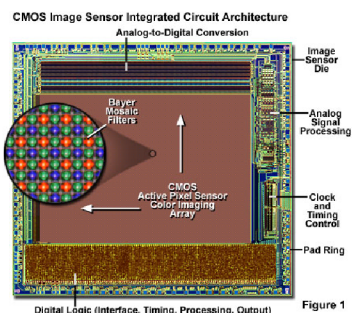 CMOS Image Sensor Integrated Circuit Architecture
Analog-to-Digital Conversion
Image
Sensor
Die
Bayer
Mosaic
Filters
Analog
Signal
Processing
CMOS
Active Pixel Sensor
Color Imaging
Array
Clock
and
Timing
Control
Pad Ring
Digital Logic (Interface, Timing, Processing, Output)
Figure 1